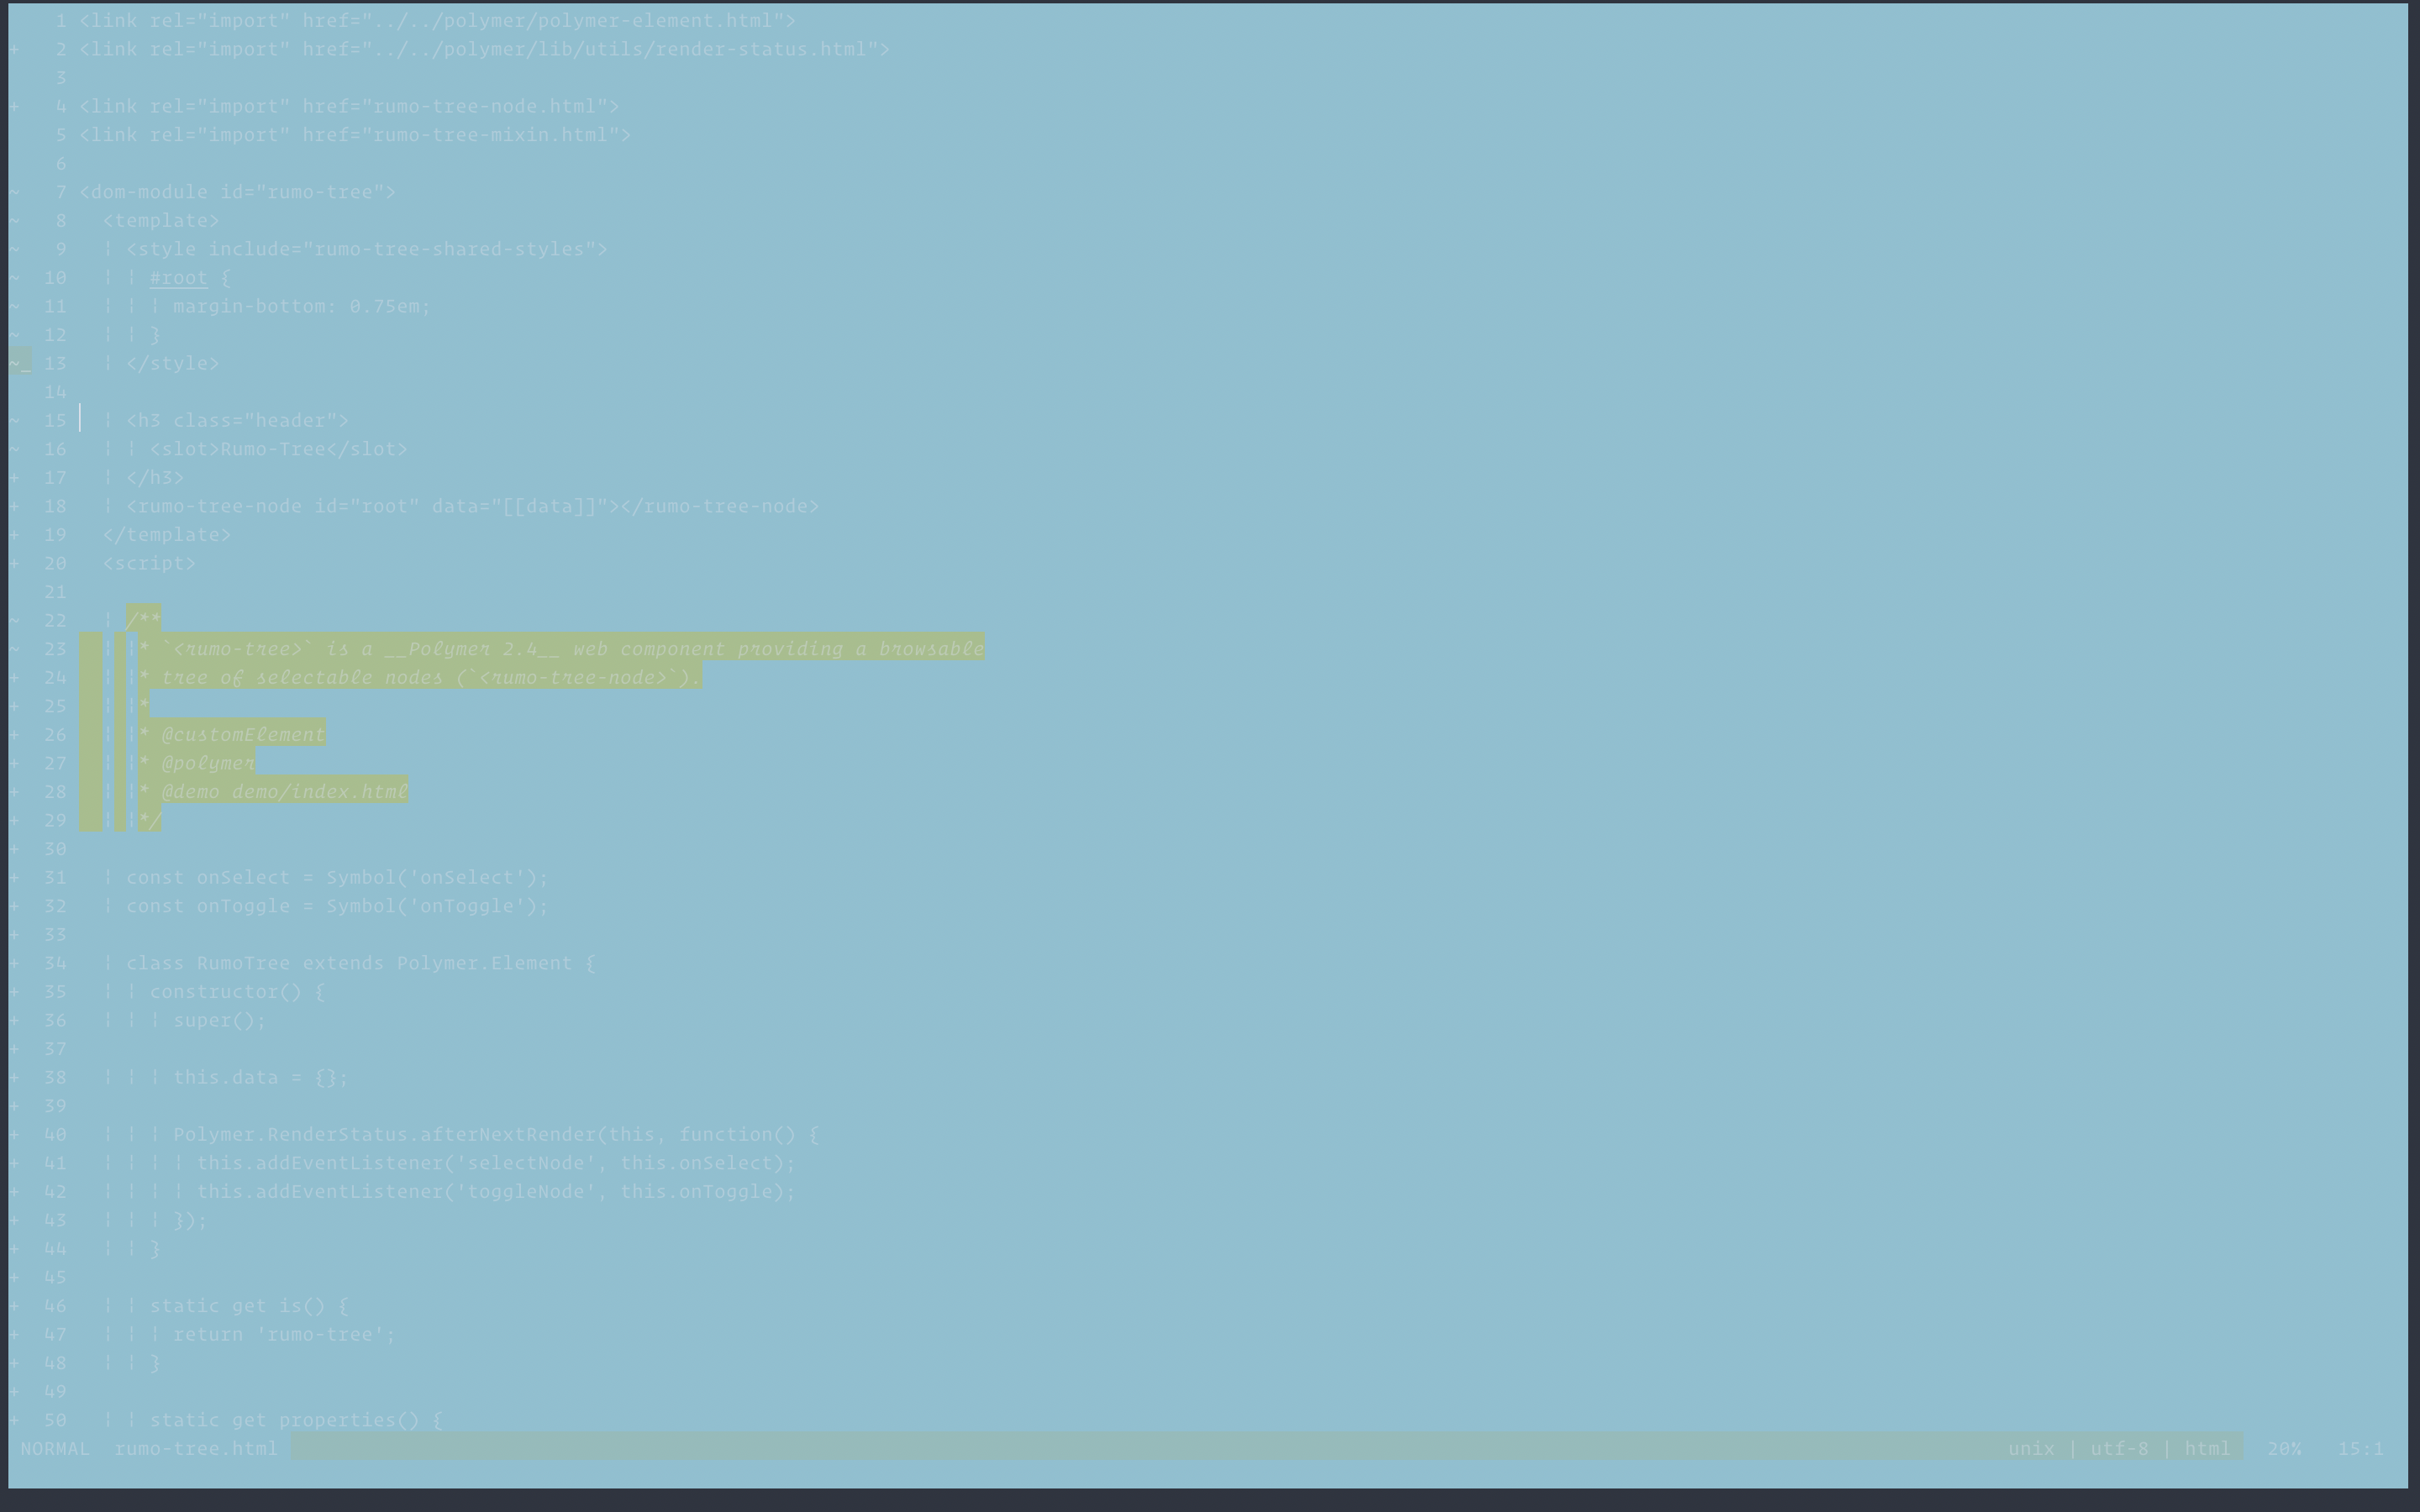 1 <link rel="import" href="../../polymer/polymer-element.html">
+ 2 <link rel="import" href="../../polymer/lib/utils/render-status.html">
3
+ 4 <link rel="import" href="rumo-tree-node.html">
5 <link rel="import" href="rumo-tree-mixin.html">
6
~ 7 <dom-module id="rumo-tree">
~ 8   <template>
~ 9   ¦ <style include="rumo-tree-shared-styles">
~ 10   ¦ ¦ #root {
~ 11   ¦ ¦ ¦ margin-bottom: 0.75em;
~ 12   ¦ ¦ }
~_ 13   ¦ </style>
14
~ 15   ¦ <h3 class="header">
~ 16   ¦ ¦ <slot>Rumo-Tree</slot>
+ 17   ¦ </h3>
+ 18   ¦ <rumo-tree-node id="root" data="[[data]]"></rumo-tree-node>
+ 19   </template>
+ 20   <script>
21
~ 22   ¦ /**
~ 23   ¦ ¦* `<rumo-tree>` is a __Polymer 2.4__ web component providing a browsable
+ 24   ¦ ¦* tree of selectable nodes (`<rumo-tree-node>`).
+ 25   ¦ ¦*
+ 26   ¦ ¦* @customElement
+ 27   ¦ ¦* @polymer
+ 28   ¦ ¦* @demo demo/index.html
+ 29   ¦ ¦*/
+ 30
+ 31   ¦ const onSelect = Symbol('onSelect');
+ 32   ¦ const onToggle = Symbol('onToggle');
+ 33
+ 34   ¦ class RumoTree extends Polymer.Element {
+ 35   ¦ ¦ constructor() {
+ 36   ¦ ¦ ¦ super();
+ 37
+ 38   ¦ ¦ ¦ this.data = {};
+ 39
+ 40   ¦ ¦ ¦ Polymer.RenderStatus.afterNextRender(this, function() {
+ 41   ¦ ¦ ¦ ¦ this.addEventListener('selectNode', this.onSelect);
+ 42   ¦ ¦ ¦ ¦ this.addEventListener('toggleNode', this.onToggle);
+ 43   ¦ ¦ ¦ });
+ 44   ¦ ¦ }
+ 45
+ 46   ¦ ¦ static get is() {
+ 47   ¦ ¦ ¦ return 'rumo-tree';
+ 48   ¦ ¦ }
+ 49
+ 50   ¦ ¦ static get properties() {
NORMAL  rumo-tree.html  unix | utf-8 | html  20%  15:1